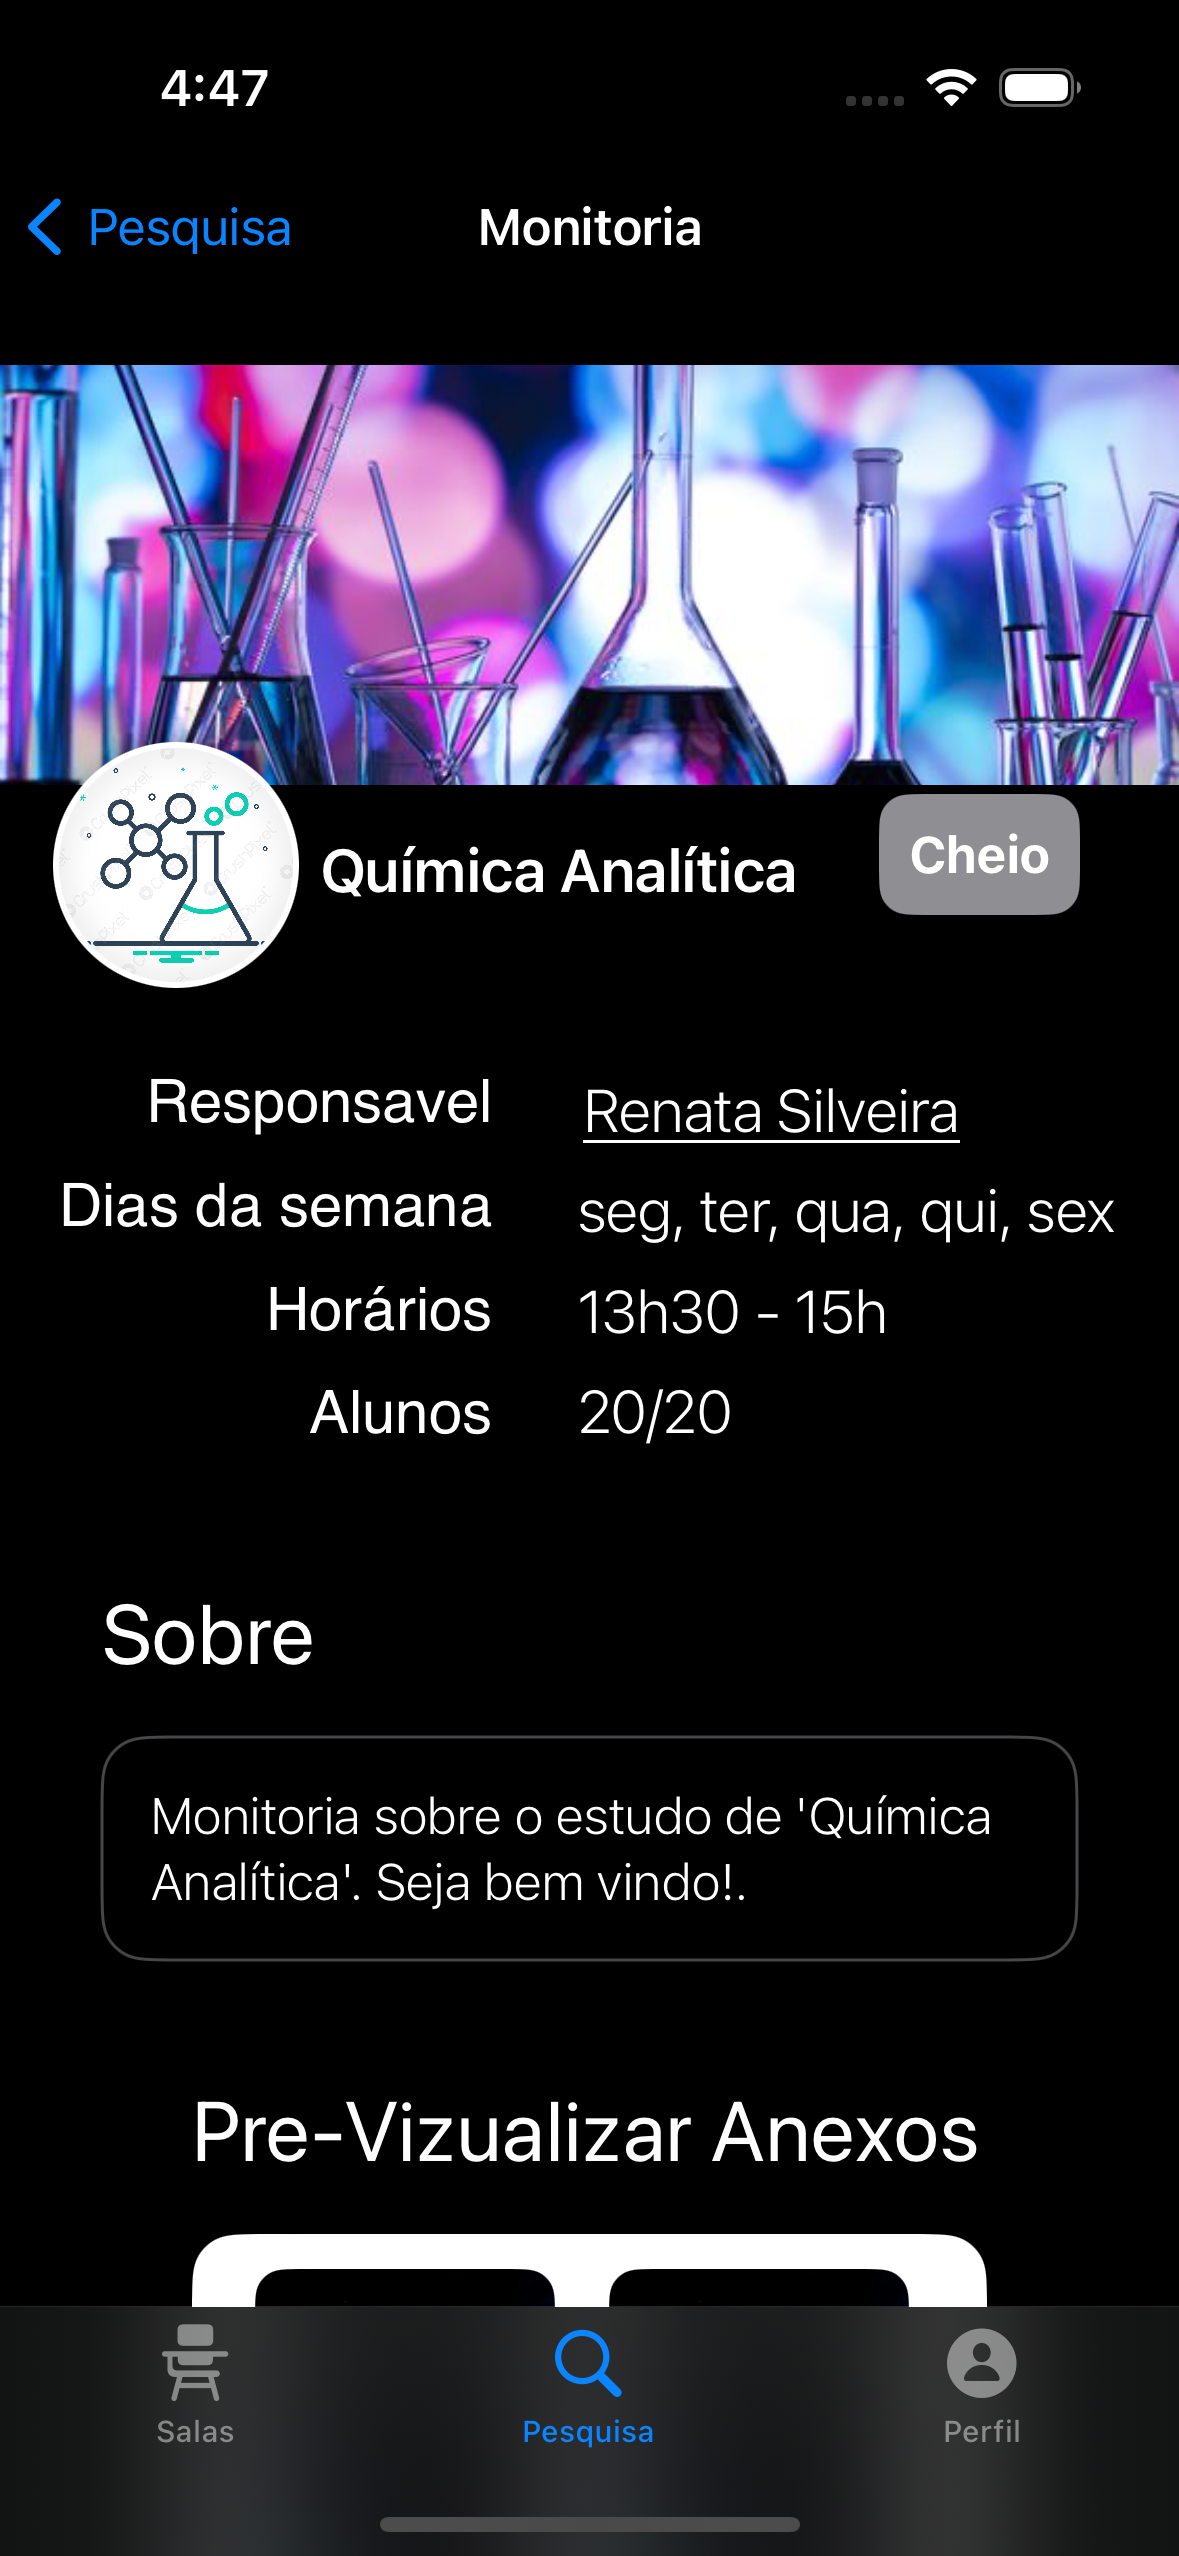 4:47
Pesquisa
Monitoria
Química Analítica
Cheio
Responsavel
Renata Silveira
Dias da semana
seg, ter, qua, qui, sex
Horários
13h30 - 15h
Alunos
20/20
Sobre
Monitoria sobre o estudo de 'Química
Analítica'. Seja bem vindo!.
Pre-Vizualizar Anexos
Salas
Pesquisa
Perfil